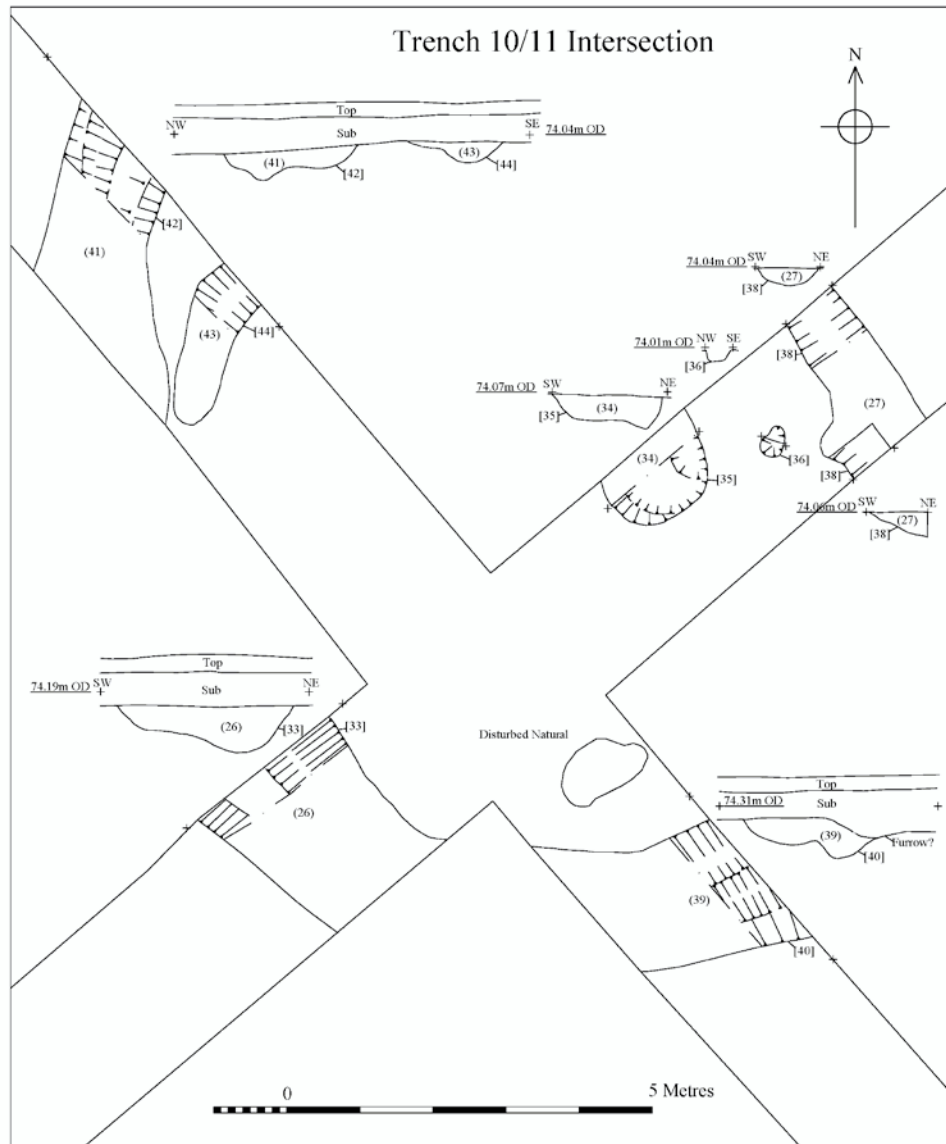 Trench 10/11 Intersection
N
Top
NW
Sub
SE
74.04m OD
(41)
[42]
(43)
[44]
[42]
(41)
(43)
[44]
74.04m OD
SW
NE
(27)
[38]
74.01m OD
NW
SE
[36]
[38]
74.07m OD
SW
NE
[35]
(34)
(27)
(34)
[35]
[36]
[38]
74.06m OD
SW
NE
(27)
[38]
Top
74.19m OD
SW
Sub
NE
(26)
[33]
[33]
Disturbed Natural
(26)
Top
74.31m OD
Sub
(39)
[40]
Furrow?
(39)
[40]
0
5 Metres